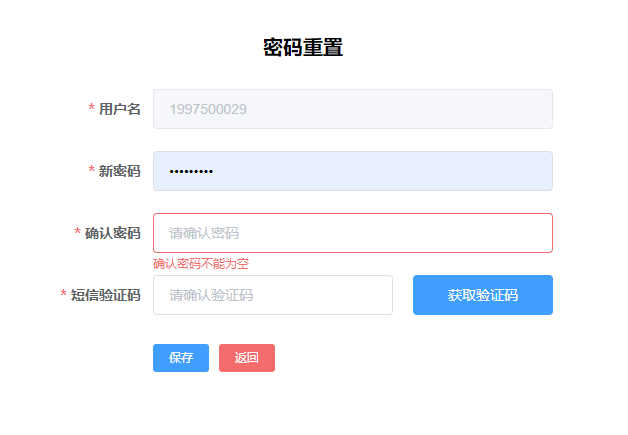 密码重置
* 用户名 1997500029
* 新密码 •••••••••
* 确认密码 请确认密码
确认密码不能为空
* 短信验证码 请确认验证码 获取验证码
保存 返回